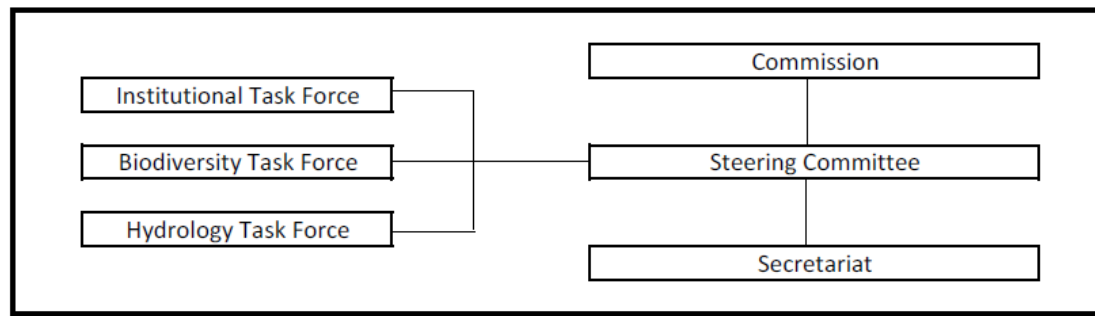 Commission
Institutional Task Force
Biodiversity Task Force
Steering Committee
Hydrology Task Force
Secretariat